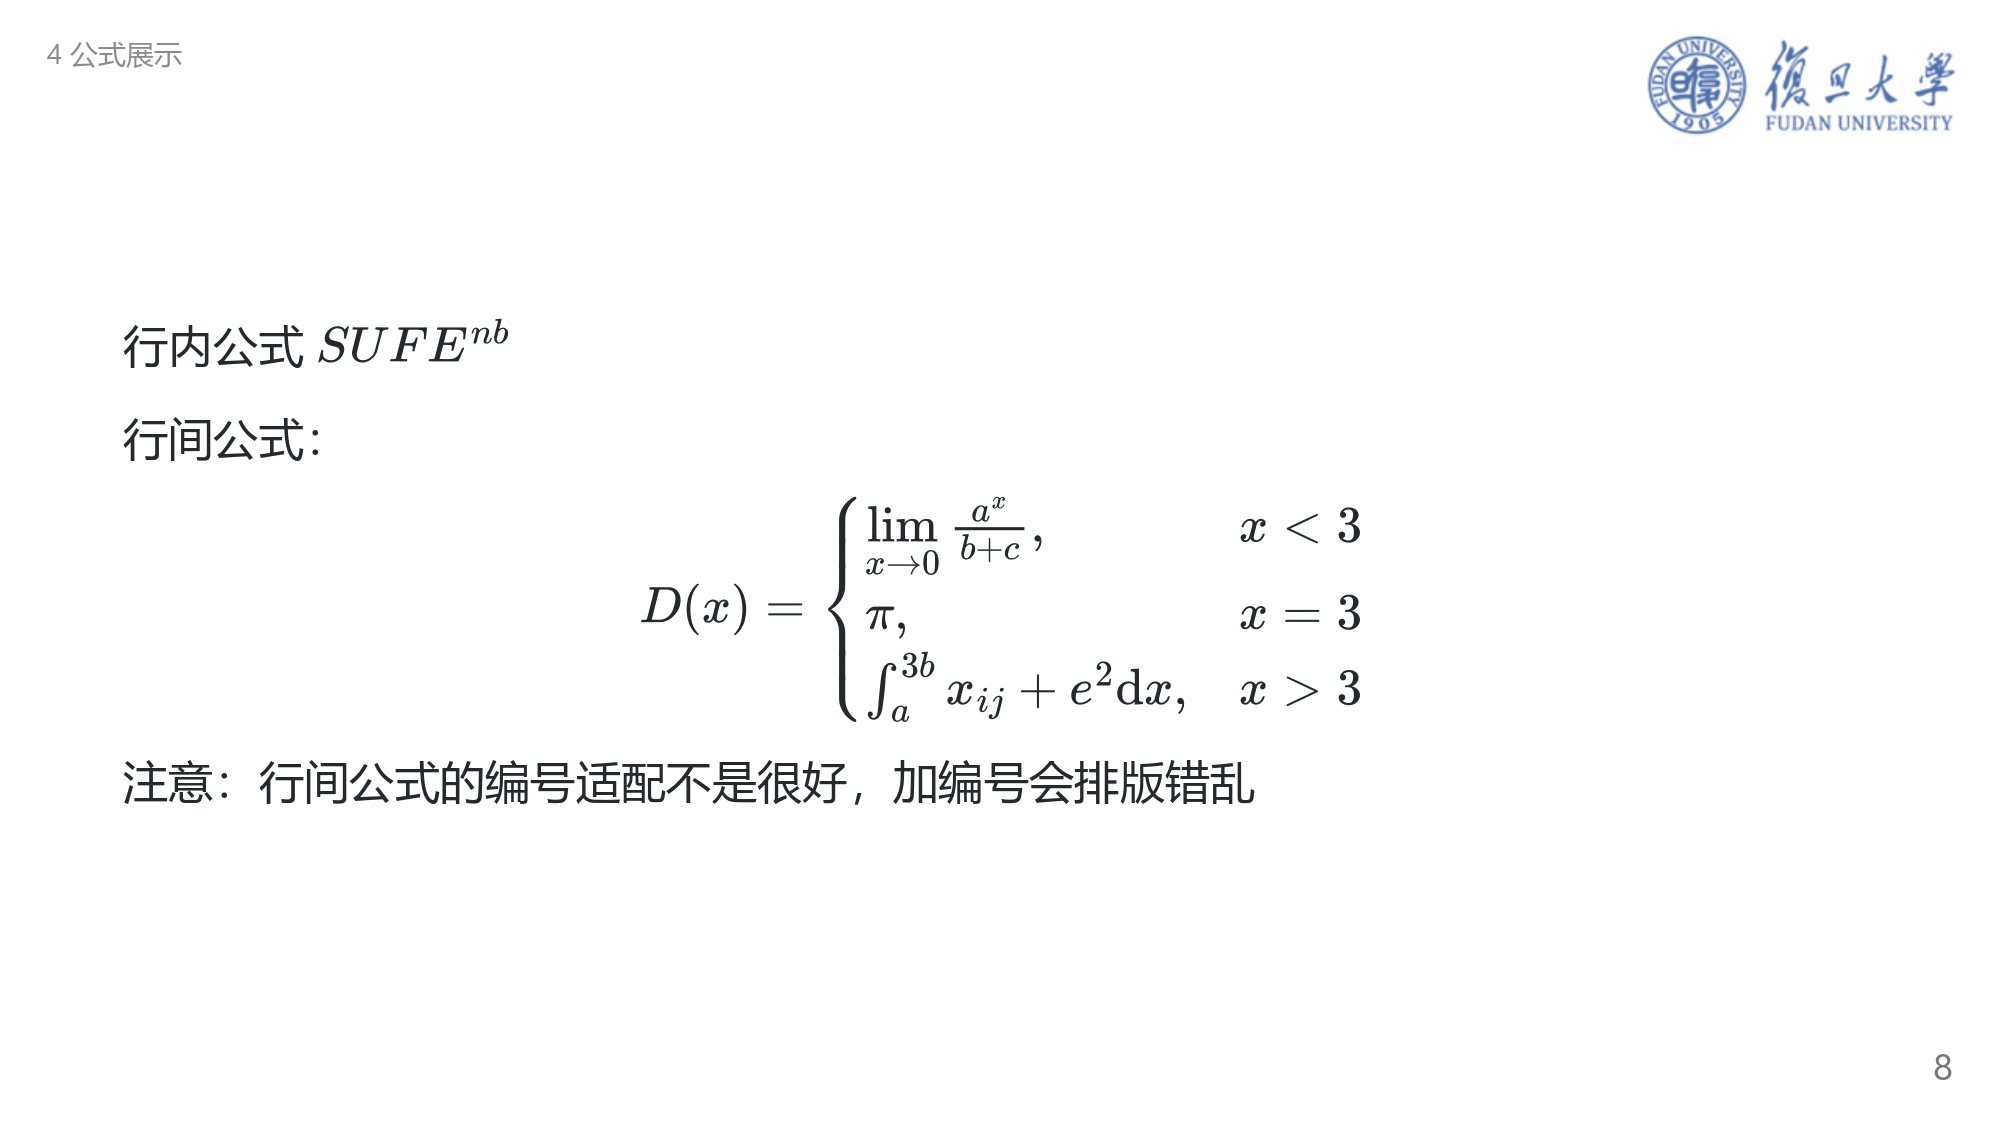 4 公式展示
FUDAN UNIVERSITY
1905
復旦大學
FUDAN UNIVERSITY
行内公式 $SUFE^{nb}$
行间公式：
$D(x) = \begin{cases} \lim\limits_{x \to 0} \frac{a^x}{b+c}, & x < 3 \\ \pi, & x = 3 \\ \int_a^{3b} x_{ij} + e^2 \mathrm{d}x, & x > 3 \end{cases}$
注意：行间公式的编号适配不是很好，加编号会排版错乱
8